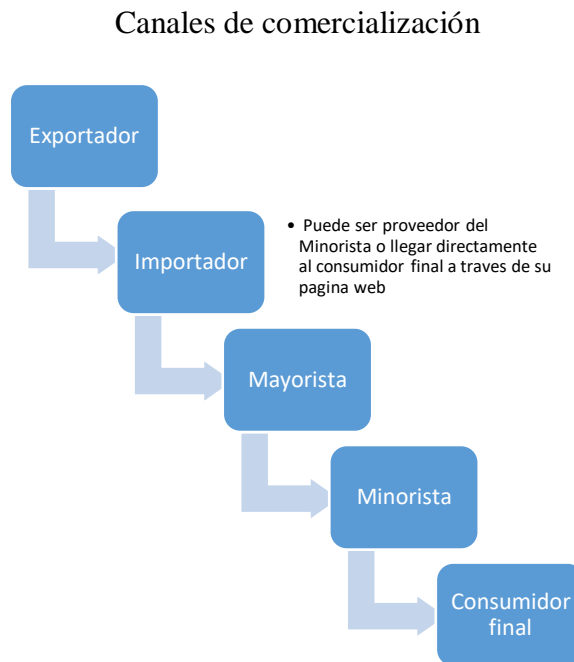 Canales de comercialización
Exportador
Importador
• Puede ser proveedor del
Minorista o llegar directamente
al consumidor final a traves de su
pagina web
Mayorista
Minorista
Consumidor
final